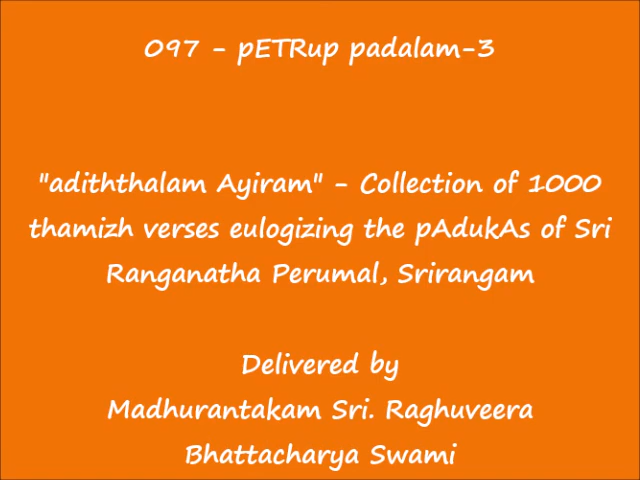 097 - pETRup padalam-3
"adiththalam Ayiram" - Collection of 1000
thamizh verses eulogizing the pAdukAs of Sri
Ranganatha Perumal, Srirangam
Delivered by
Madhurantakam Sri. Raghuveera
Bhattacharya Swami